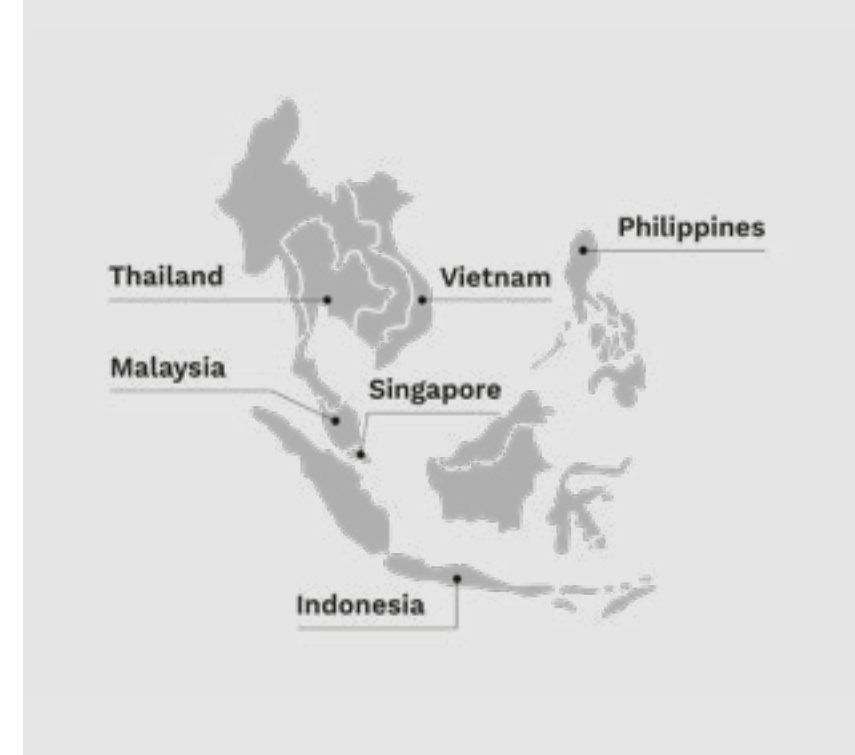 Philippines
Thailand
Vietnam
Malaysia
Singapore
Indonesia